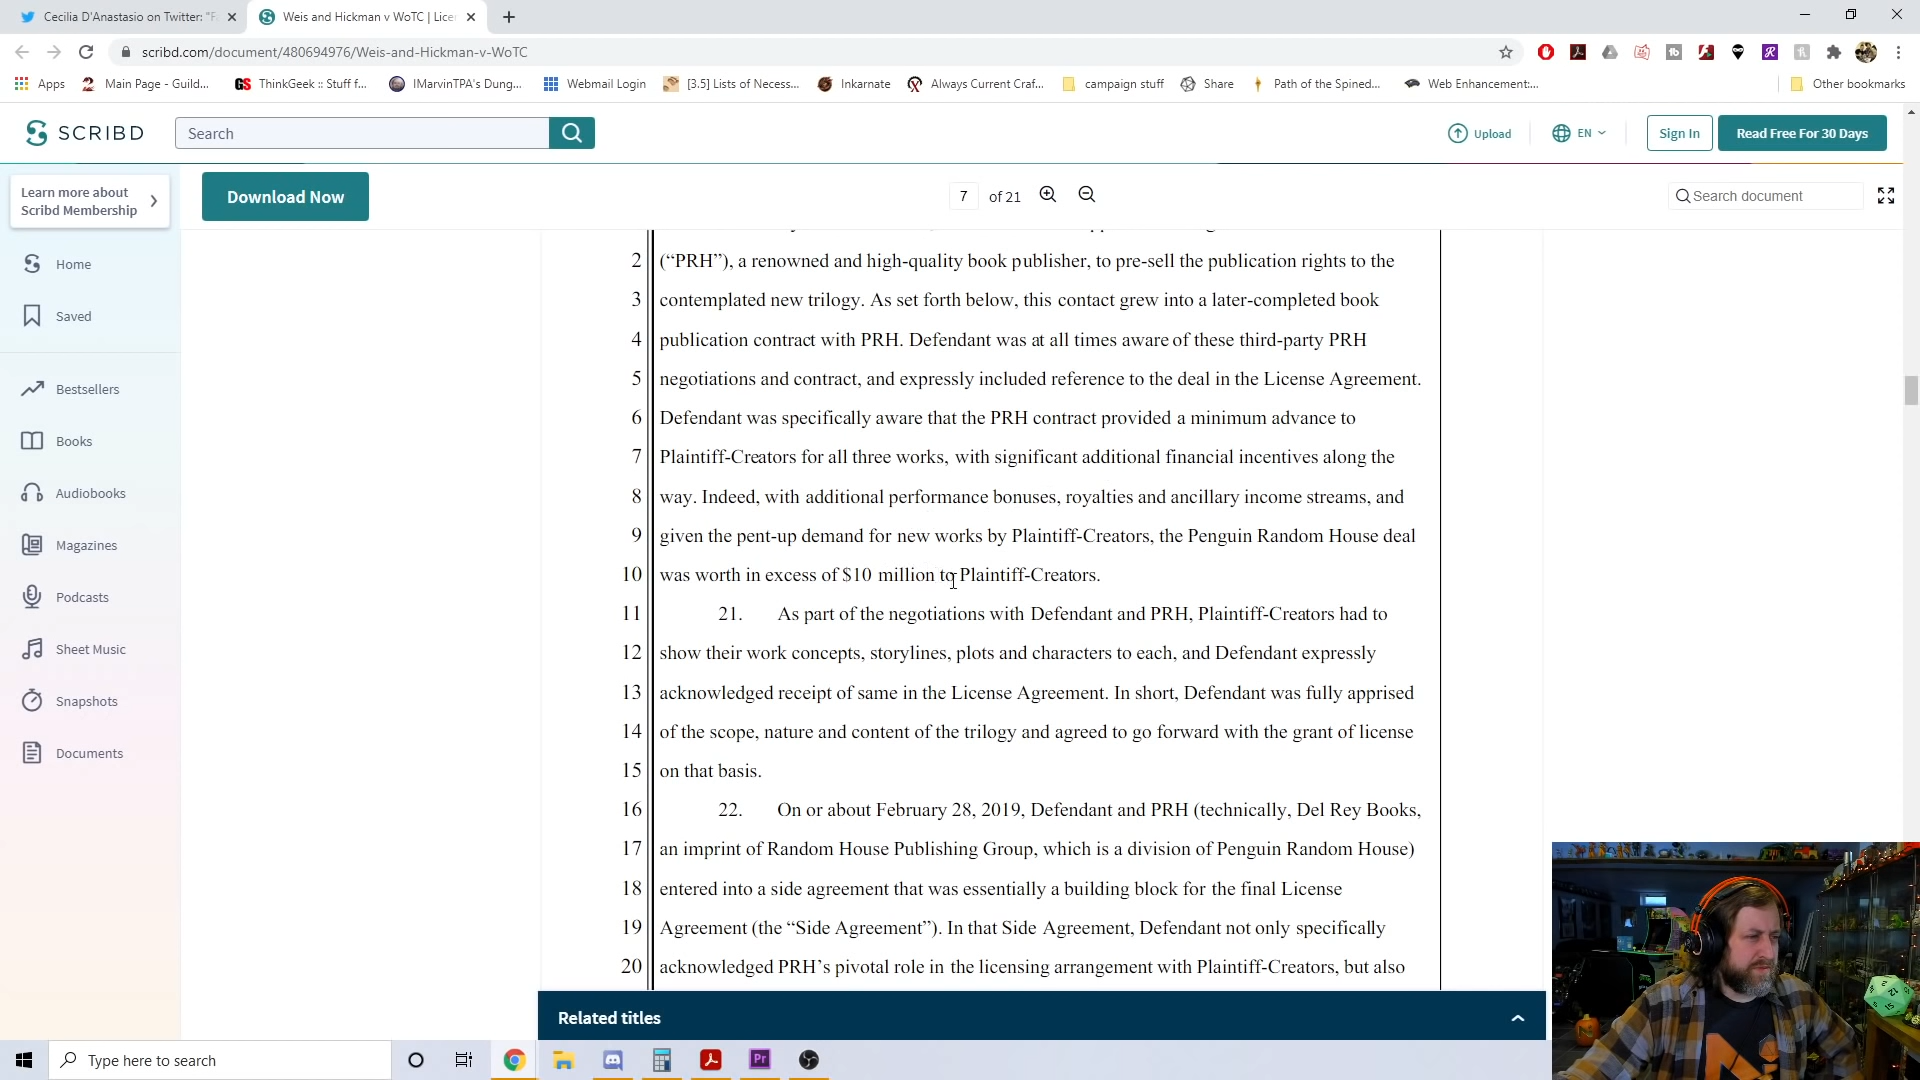 Cecilia D'Anastasio on Twitter: "F
Weis and Hickman v WoTC | Lice
scribd.com/document/480694976/Weis-and-Hickman-v-WoTC
Apps
Main Page - Guild...
ThinkGeek :: Stuff f...
IMarvinTPA's Dung...
Webmail Login
[3.5] Lists of Necess...
Inkarnate
Always Current Craf...
campaign stuff
Share
Path of the Spined...
Web Enhancement:...
Other bookmarks
SCRIBD
Search
Upload
EN
Sign In
Read Free For 30 Days
Learn more about
Scribd Membership
Download Now
7 of 21
Search document
Home
Saved
Bestsellers
Books
Audiobooks
Magazines
Podcasts
Sheet Music
Snapshots
Documents
2 (“PRH”), a renowned and high-quality book publisher, to pre-sell the publication rights to the
3 contemplated new trilogy. As set forth below, this contact grew into a later-completed book
4 publication contract with PRH. Defendant was at all times aware of these third-party PRH
5 negotiations and contract, and expressly included reference to the deal in the License Agreement.
6 Defendant was specifically aware that the PRH contract provided a minimum advance to
7 Plaintiff-Creators for all three works, with significant additional financial incentives along the
8 way. Indeed, with additional performance bonuses, royalties and ancillary income streams, and
9 given the pent-up demand for new works by Plaintiff-Creators, the Penguin Random House deal
10 was worth in excess of $10 million to Plaintiff-Creators.
11 21. As part of the negotiations with Defendant and PRH, Plaintiff-Creators had to
12 show their work concepts, storylines, plots and characters to each, and Defendant expressly
13 acknowledged receipt of same in the License Agreement. In short, Defendant was fully apprised
14 of the scope, nature and content of the trilogy and agreed to go forward with the grant of license
15 on that basis.
16 22. On or about February 28, 2019, Defendant and PRH (technically, Del Rey Books,
17 an imprint of Random House Publishing Group, which is a division of Penguin Random House)
18 entered into a side agreement that was essentially a building block for the final License
19 Agreement (the “Side Agreement”). In that Side Agreement, Defendant not only specifically
20 acknowledged PRH’s pivotal role in the licensing arrangement with Plaintiff-Creators, but also
Related titles
Type here to search